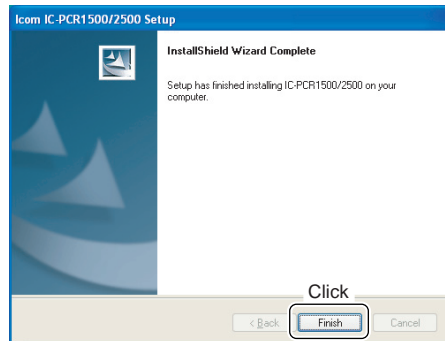 Icom IC-PCR1500/2500 Setup
InstallShield Wizard Complete
Setup has finished installing IC-PCR1500/2500 on your
computer.
Click
< Back
Finish
Cancel